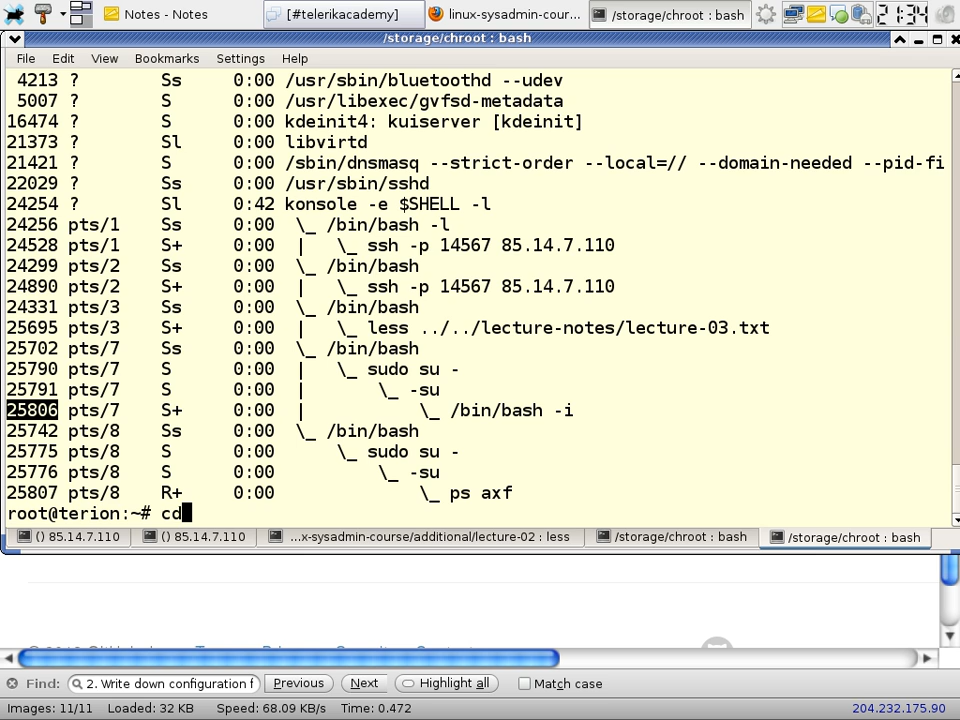 Notes - Notes
[#telerikacademy]
linux-sysadmin-cour...
/storage/chroot : bash
21:34
/storage/chroot : bash
File Edit View Bookmarks Settings Help
4213 ? Ss 0:00 /usr/sbin/bluetoothd --udev
5007 ? S 0:00 /usr/libexec/gvfsd-metadata
16474 ? S 0:00 kdeinit4: kuiserver [kdeinit]
21373 ? Sl 0:00 libvirtd
21421 ? S 0:00 /sbin/dnsmasq --strict-order --local=// --domain-needed --pid-fi
22029 ? Ss 0:00 /usr/sbin/sshd
24254 ? Sl 0:42 konsole -e $SHELL -l
24256 pts/1 Ss 0:00 \_ /bin/bash -l
24528 pts/1 S+ 0:00 | \_ ssh -p 14567 85.14.7.110
24299 pts/2 Ss 0:00 \_ /bin/bash
24890 pts/2 S+ 0:00 | \_ ssh -p 14567 85.14.7.110
24331 pts/3 Ss 0:00 \_ /bin/bash
25695 pts/3 S+ 0:00 | \_ less ../../lecture-notes/lecture-03.txt
25702 pts/7 Ss 0:00 \_ /bin/bash
25790 pts/7 S 0:00 | \_ sudo su -
25791 pts/7 S 0:00 | \_ -su
25806 pts/7 S+ 0:00 | \_ /bin/bash -i
25742 pts/8 Ss 0:00 \_ /bin/bash
25775 pts/8 S 0:00 \_ sudo su -
25776 pts/8 S 0:00 \_ -su
25807 pts/8 R+ 0:00 \_ ps axf
root@terion:~# cd
() 85.14.7.110
() 85.14.7.110
...x-sysadmin-course/additional/lecture-02 : less
/storage/chroot : bash
/storage/chroot : bash
Find: 2. Write down configuration f Previous Next Highlight all Match case
Images: 11/11 Loaded: 32 KB Speed: 68.09 KB/s Time: 0.472 204.232.175.90